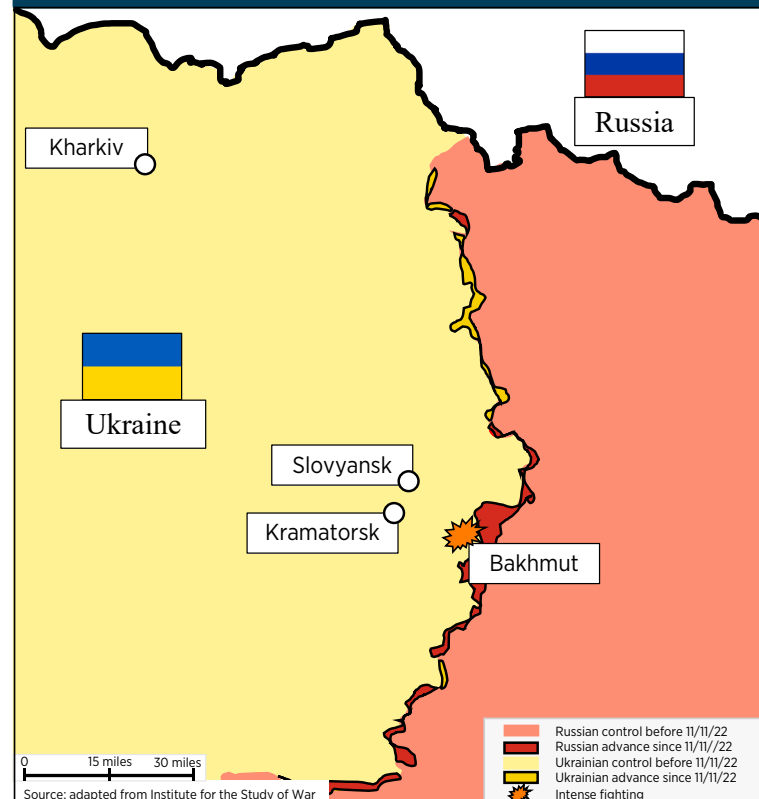 Russia
Kharkiv
Ukraine
Slovyansk
Kramatorsk
Bakhmut
Russian control before 11/11/22
Russian advance since 11/11//22
Ukrainian control before 11/11/22
Ukrainian advance since 11/11/22
Intense fighting
0 15 miles 30 miles
Source: adapted from Institute for the Study of War